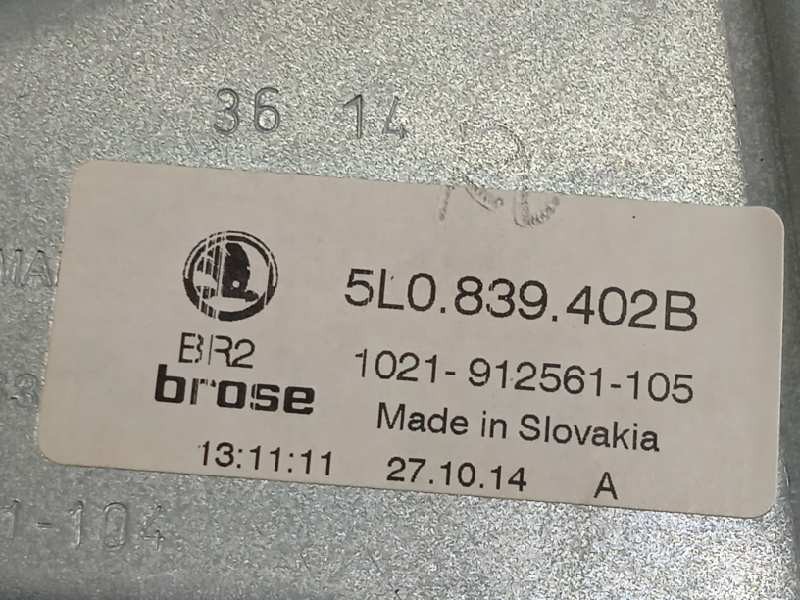 36 14
5L0.839.402B
BR2
1021-912561-105
brose
Made in Slovakia
13:11:11 27.10.14 A
1-104